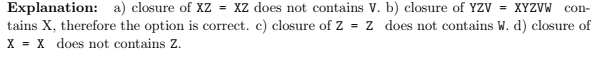 Explanation: a) closure of XZ = XZ does not contains V. b) closure of YZV = XYZVW con-
tains X, therefore the option is correct. c) closure of Z = Z does not contains W. d) closure of
X = X does not contains Z.